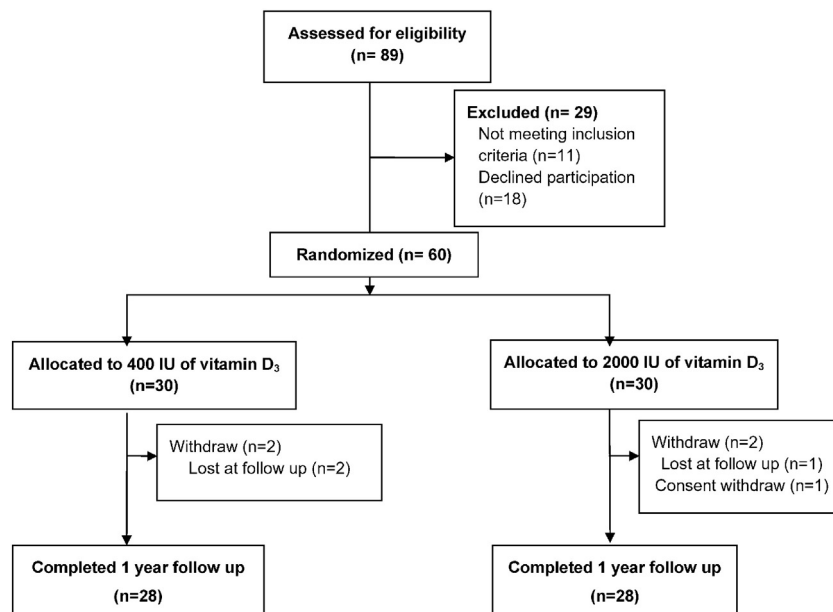 Assessed for eligibility
(n= 89)
Excluded (n= 29)
Not meeting inclusion
criteria (n=11)
Declined participation
(n=18)
Randomized (n= 60)
Allocated to 400 IU of vitamin D₃
(n=30)
Allocated to 2000 IU of vitamin D₃
(n=30)
Withdraw (n=2)
Lost at follow up (n=2)
Withdraw (n=2)
Lost at follow up (n=1)
Consent withdraw (n=1)
Completed 1 year follow up
(n=28)
Completed 1 year follow up
(n=28)